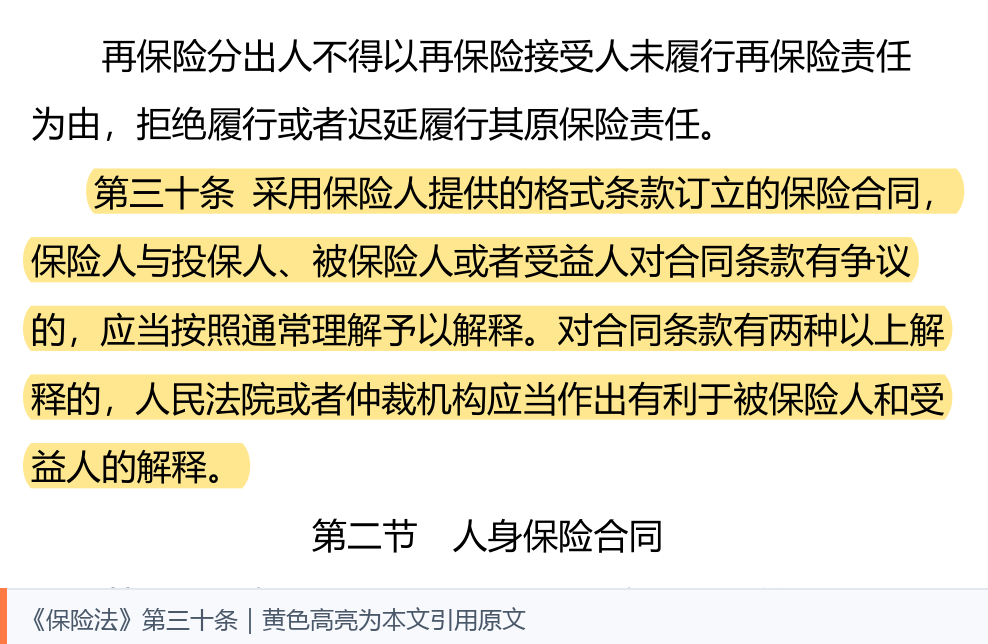 再保险分出人不得以再保险接受人未履行再保险责任
为由，拒绝履行或者迟延履行其原保险责任。
第三十条 采用保险人提供的格式条款订立的保险合同，
保险人与投保人、被保险人或者受益人对合同条款有争议
的，应当按照通常理解予以解释。对合同条款有两种以上解
释的，人民法院或者仲裁机构应当作出有利于被保险人和受
益人的解释。
第二节 人身保险合同
《保险法》第三十条｜黄色高亮为本文引用原文